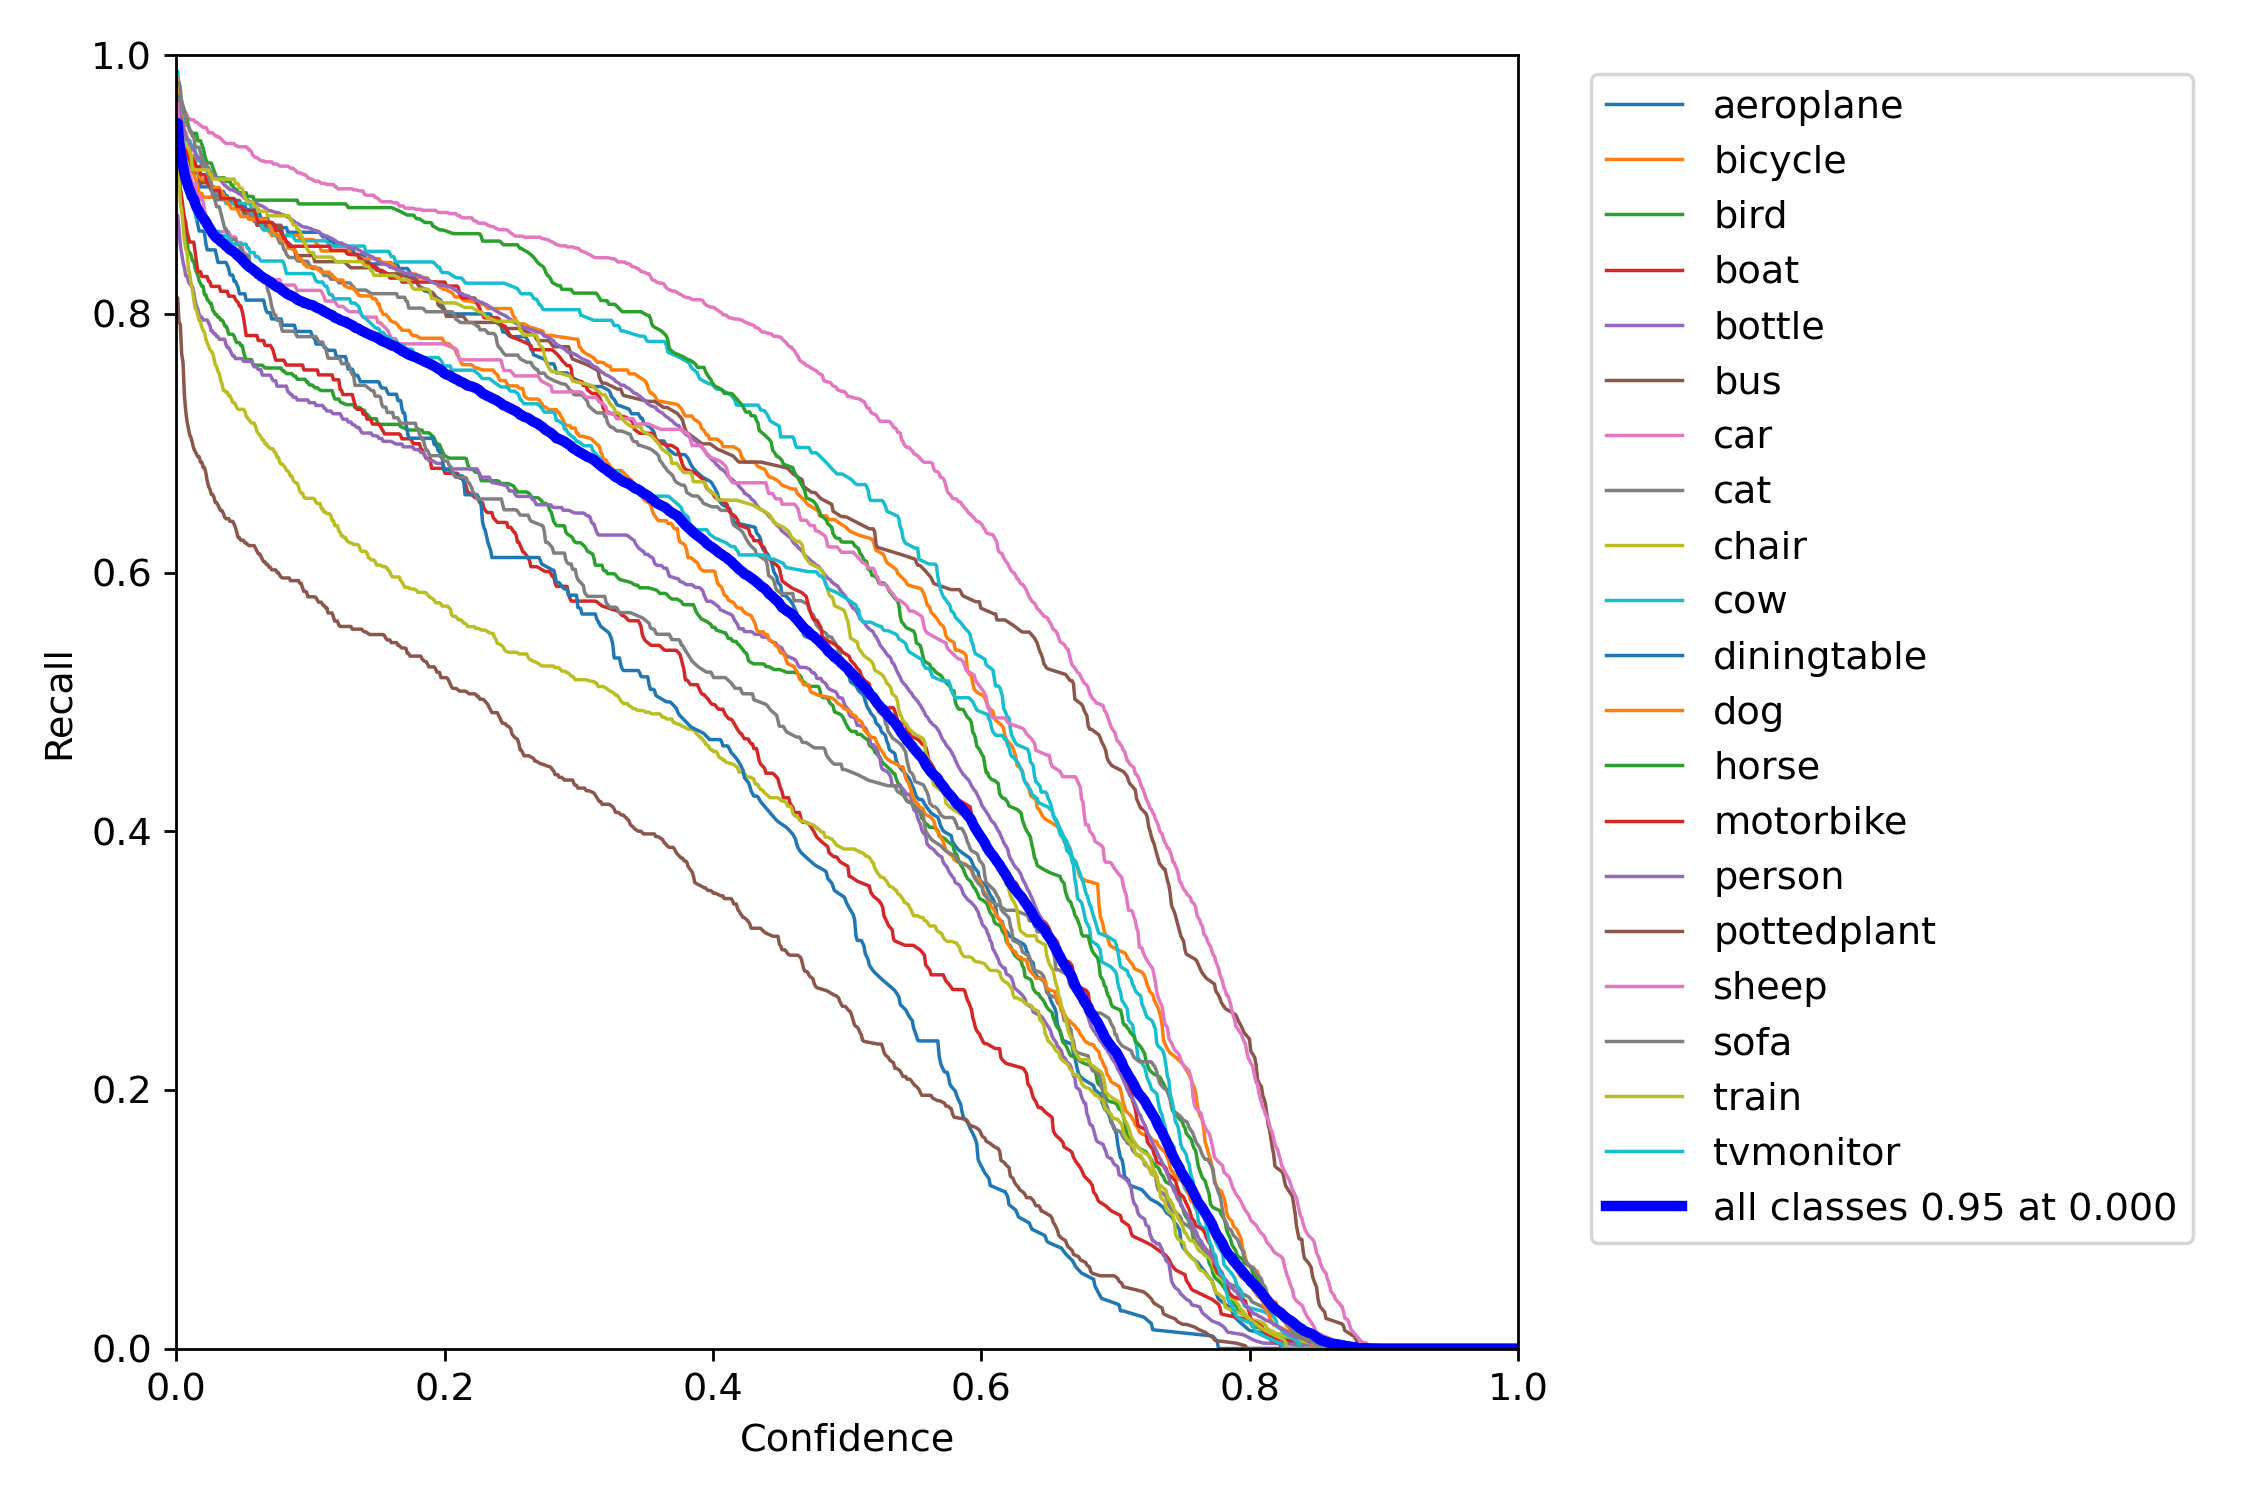 1.0
0.8
0.6
0.4
0.2
0.0
Recall
0.0 0.2 0.4 0.6 0.8 1.0
Confidence
aeroplane
bicycle
bird
boat
bottle
bus
car
cat
chair
cow
diningtable
dog
horse
motorbike
person
pottedplant
sheep
sofa
train
tvmonitor
all classes 0.95 at 0.000